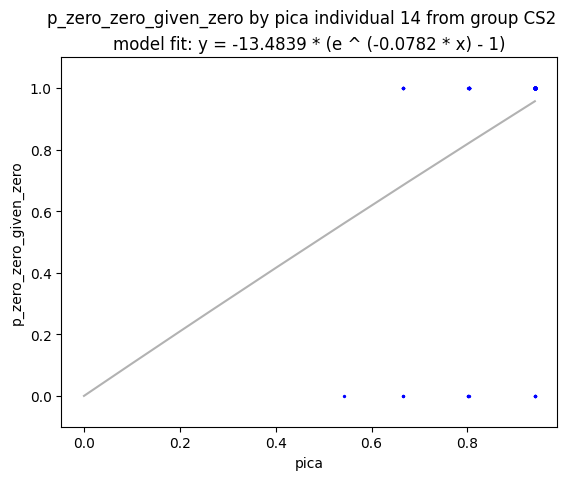 p_zero_zero_given_zero by pica individual 14 from group CS2
model fit: y = -13.4839 * (e ^ (-0.0782 * x) - 1)
p_zero_zero_given_zero
1.0
0.8
0.6
0.4
0.2
0.0
0.0 0.2 0.4 0.6 0.8
pica